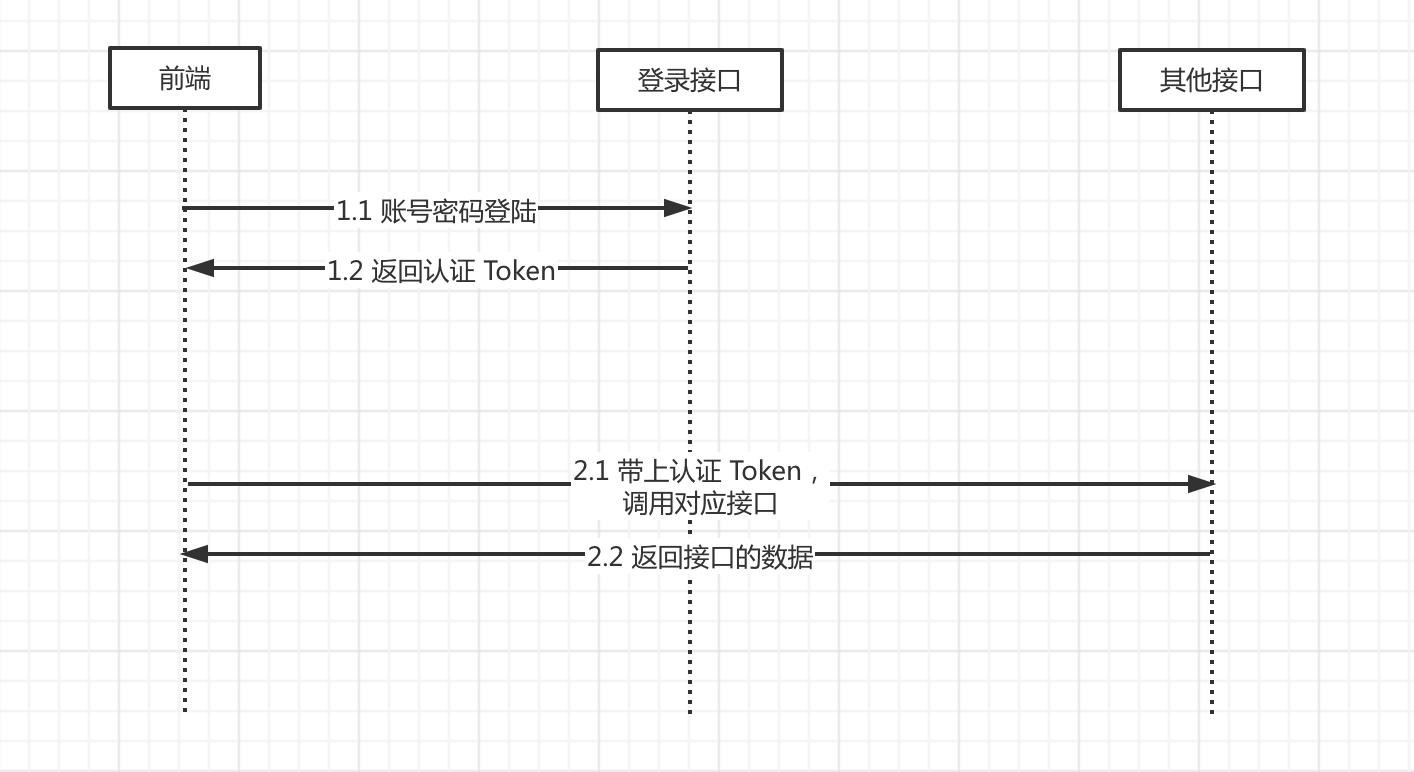 前端
登录接口
其他接口
1.1 账号密码登陆
1.2 返回认证 Token
2.1 带上认证 Token，
调用对应接口
2.2 返回接口的数据